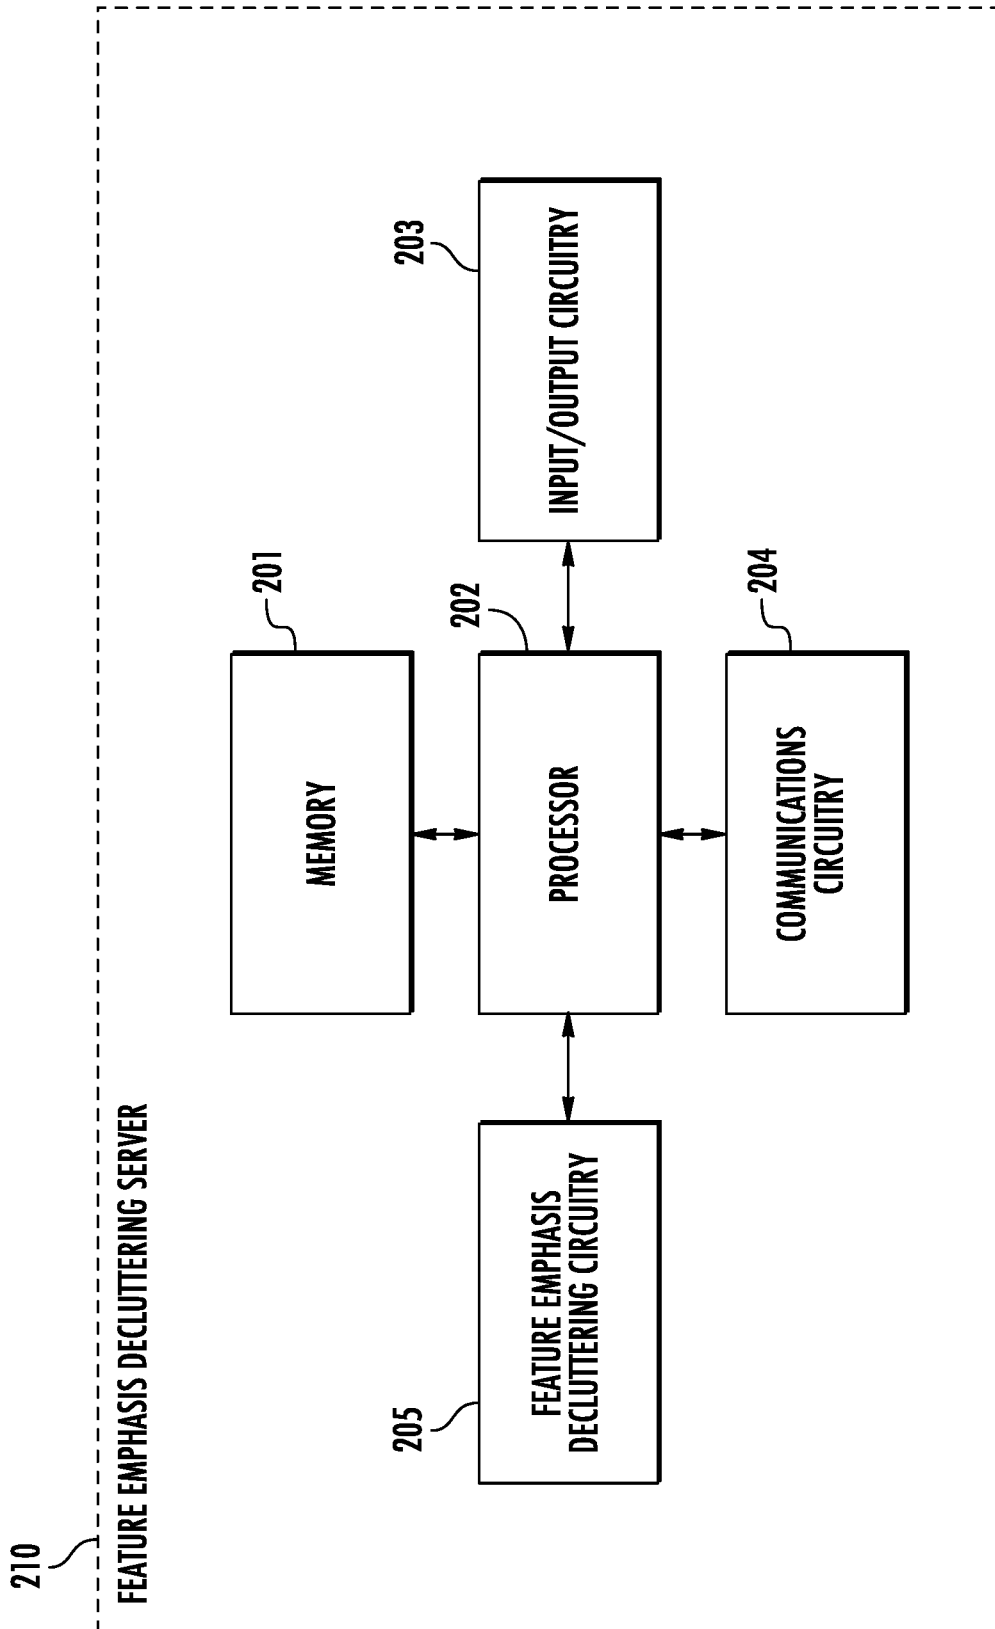 210
FEATURE EMPHASIS DECLUTTERING SERVER
201
MEMORY
205
FEATURE EMPHASIS
DECLUTTERING CIRCUITRY
202
PROCESSOR
203
INPUT/OUTPUT CIRCUITRY
204
COMMUNICATIONS
CIRCUITRY